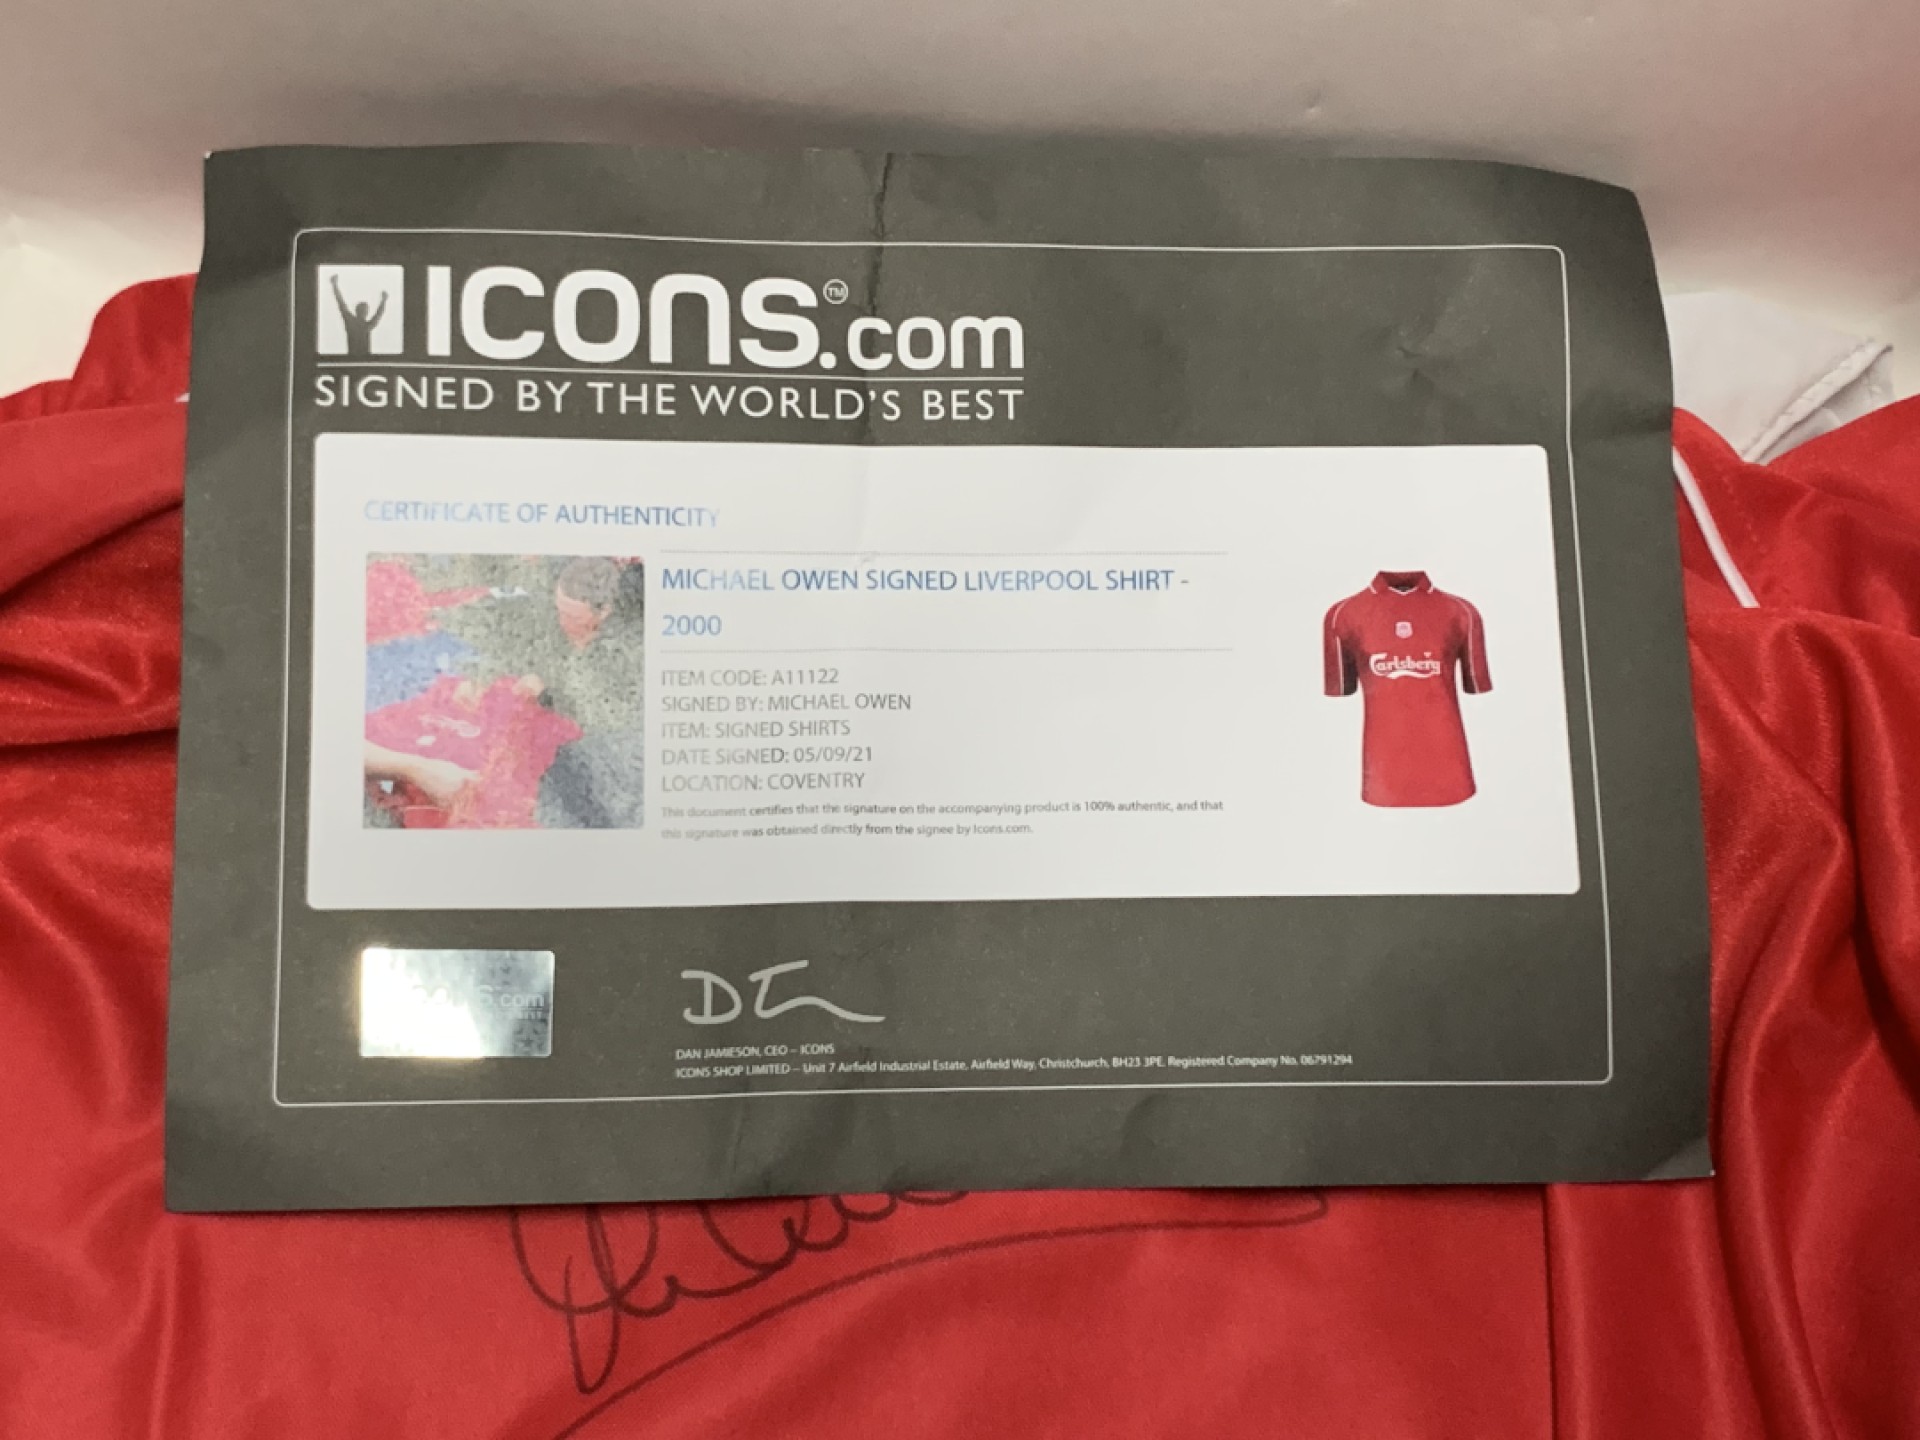 ICONS.com™
SIGNED BY THE WORLD'S BEST
CERTIFICATE OF AUTHENTICITY
MICHAEL OWEN SIGNED LIVERPOOL SHIRT -
2000
ITEM CODE: A11122
SIGNED BY: MICHAEL OWEN
ITEM: SIGNED SHIRTS
DATE SIGNED: 05/09/21
LOCATION: COVENTRY
This document certifies that the signature on the accompanying product is 100% authentic, and that
this signature was obtained directly from the signee by Icons.com.
Carlsberg
.com
DAN JAMIESON, CEO – ICONS
ICONS SHOP LIMITED – Unit 7 Airfield Industrial Estate, Airfield Way, Christchurch, BH23 3PE. Registered Company No. 06791294